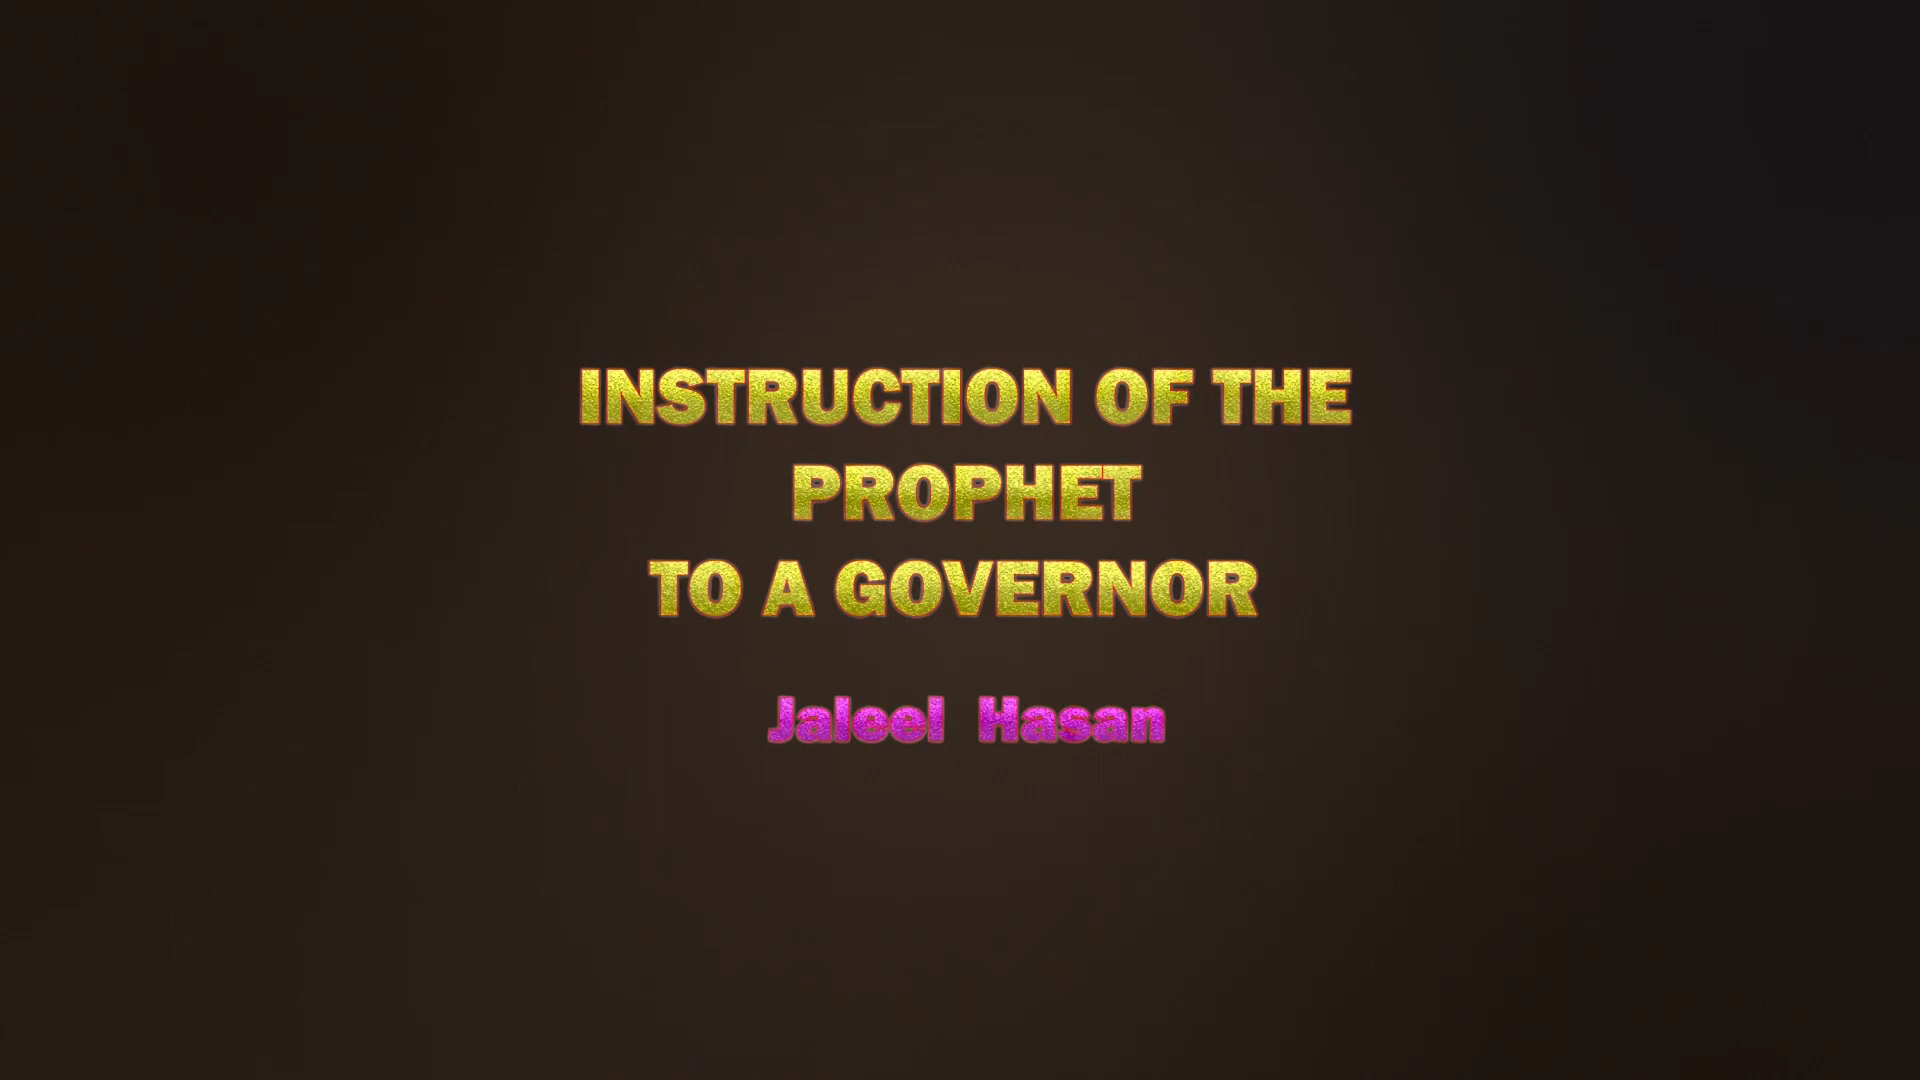 INSTRUCTION OF THE
PROPHET
TO A GOVERNOR
Jaleel Hasan